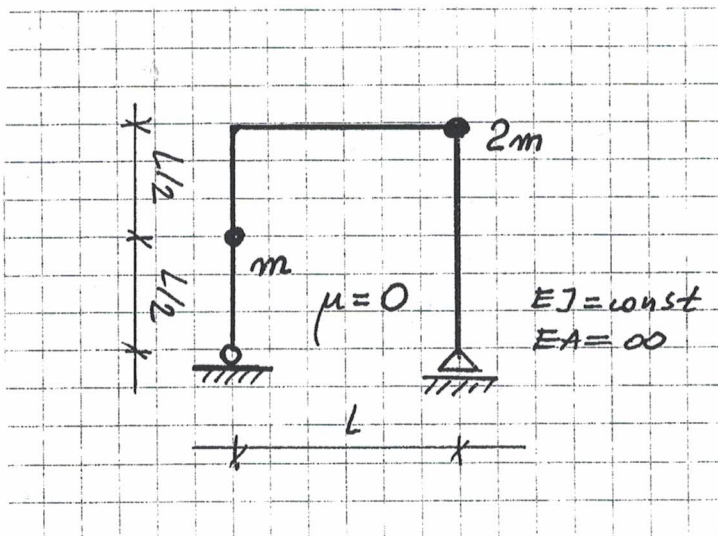 2m
L/2
m
L/2
μ=0
EJ=const
EA=∞
L